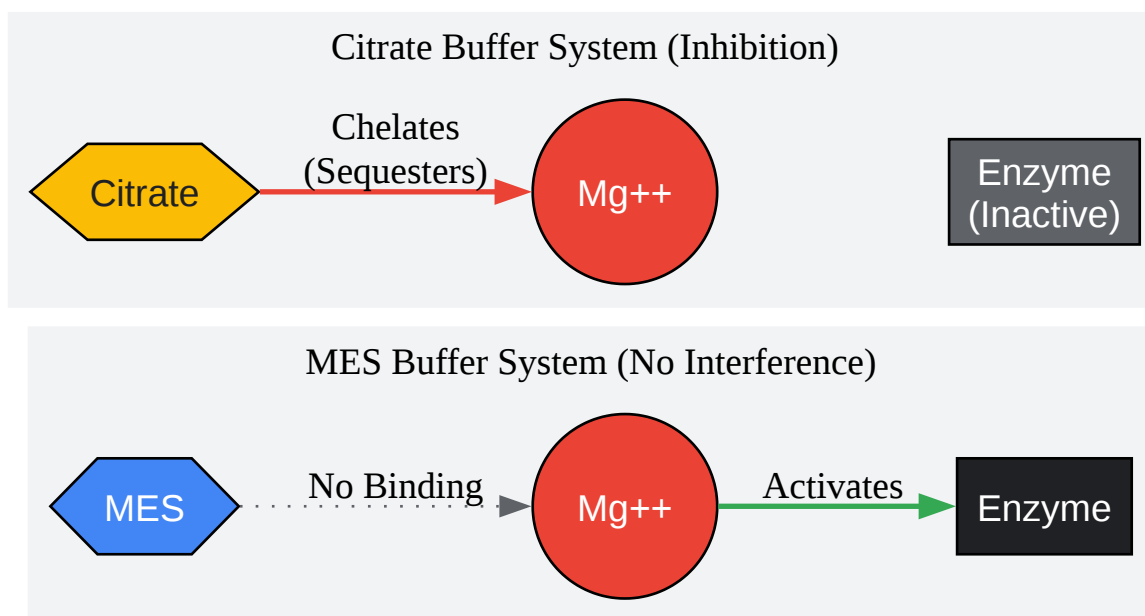 Citrate Buffer System (Inhibition)
Citrate
Chelates
(Sequesters)
Mg++
Enzyme
(Inactive)
MES Buffer System (No Interference)
MES
No Binding
Mg++
Activates
Enzyme